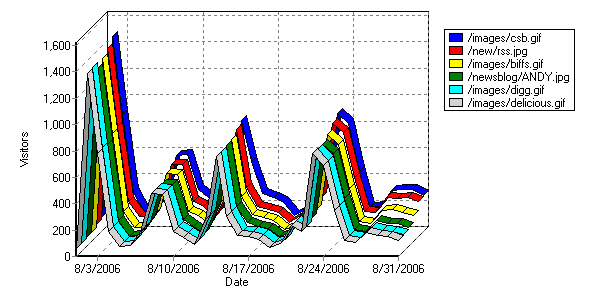 1,600
1,400
1,200
1,000
800
600
400
200
0
Visitors
8/3/2006 8/10/2006 8/17/2006 8/24/2006 8/31/2006
Date
/images/csb.gif
/new/rss.jpg
/images/biffs.gif
/newsblog/ANDY.jpg
/images/digg.gif
/images/delicious.gif